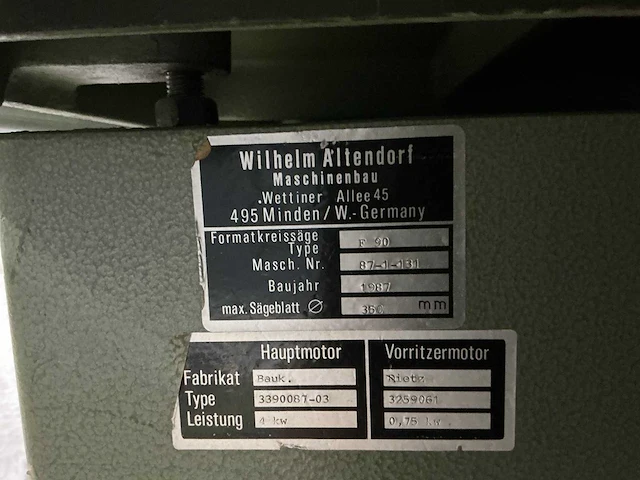 Wilhelm Altendorf
Maschinenbau
Wettiner Allee 45
495 Minden/W.-Germany
Formatkreissäge
Type F 90
Masch. Nr. 87-1-131
Baujahr 1987
max. Sägeblatt Ø mm
Hauptmotor Vorritzermotor
Fabrikat Bauk. Rietz
Type 3390087-03 3259061
Leistung 4 kw 0,75 kw